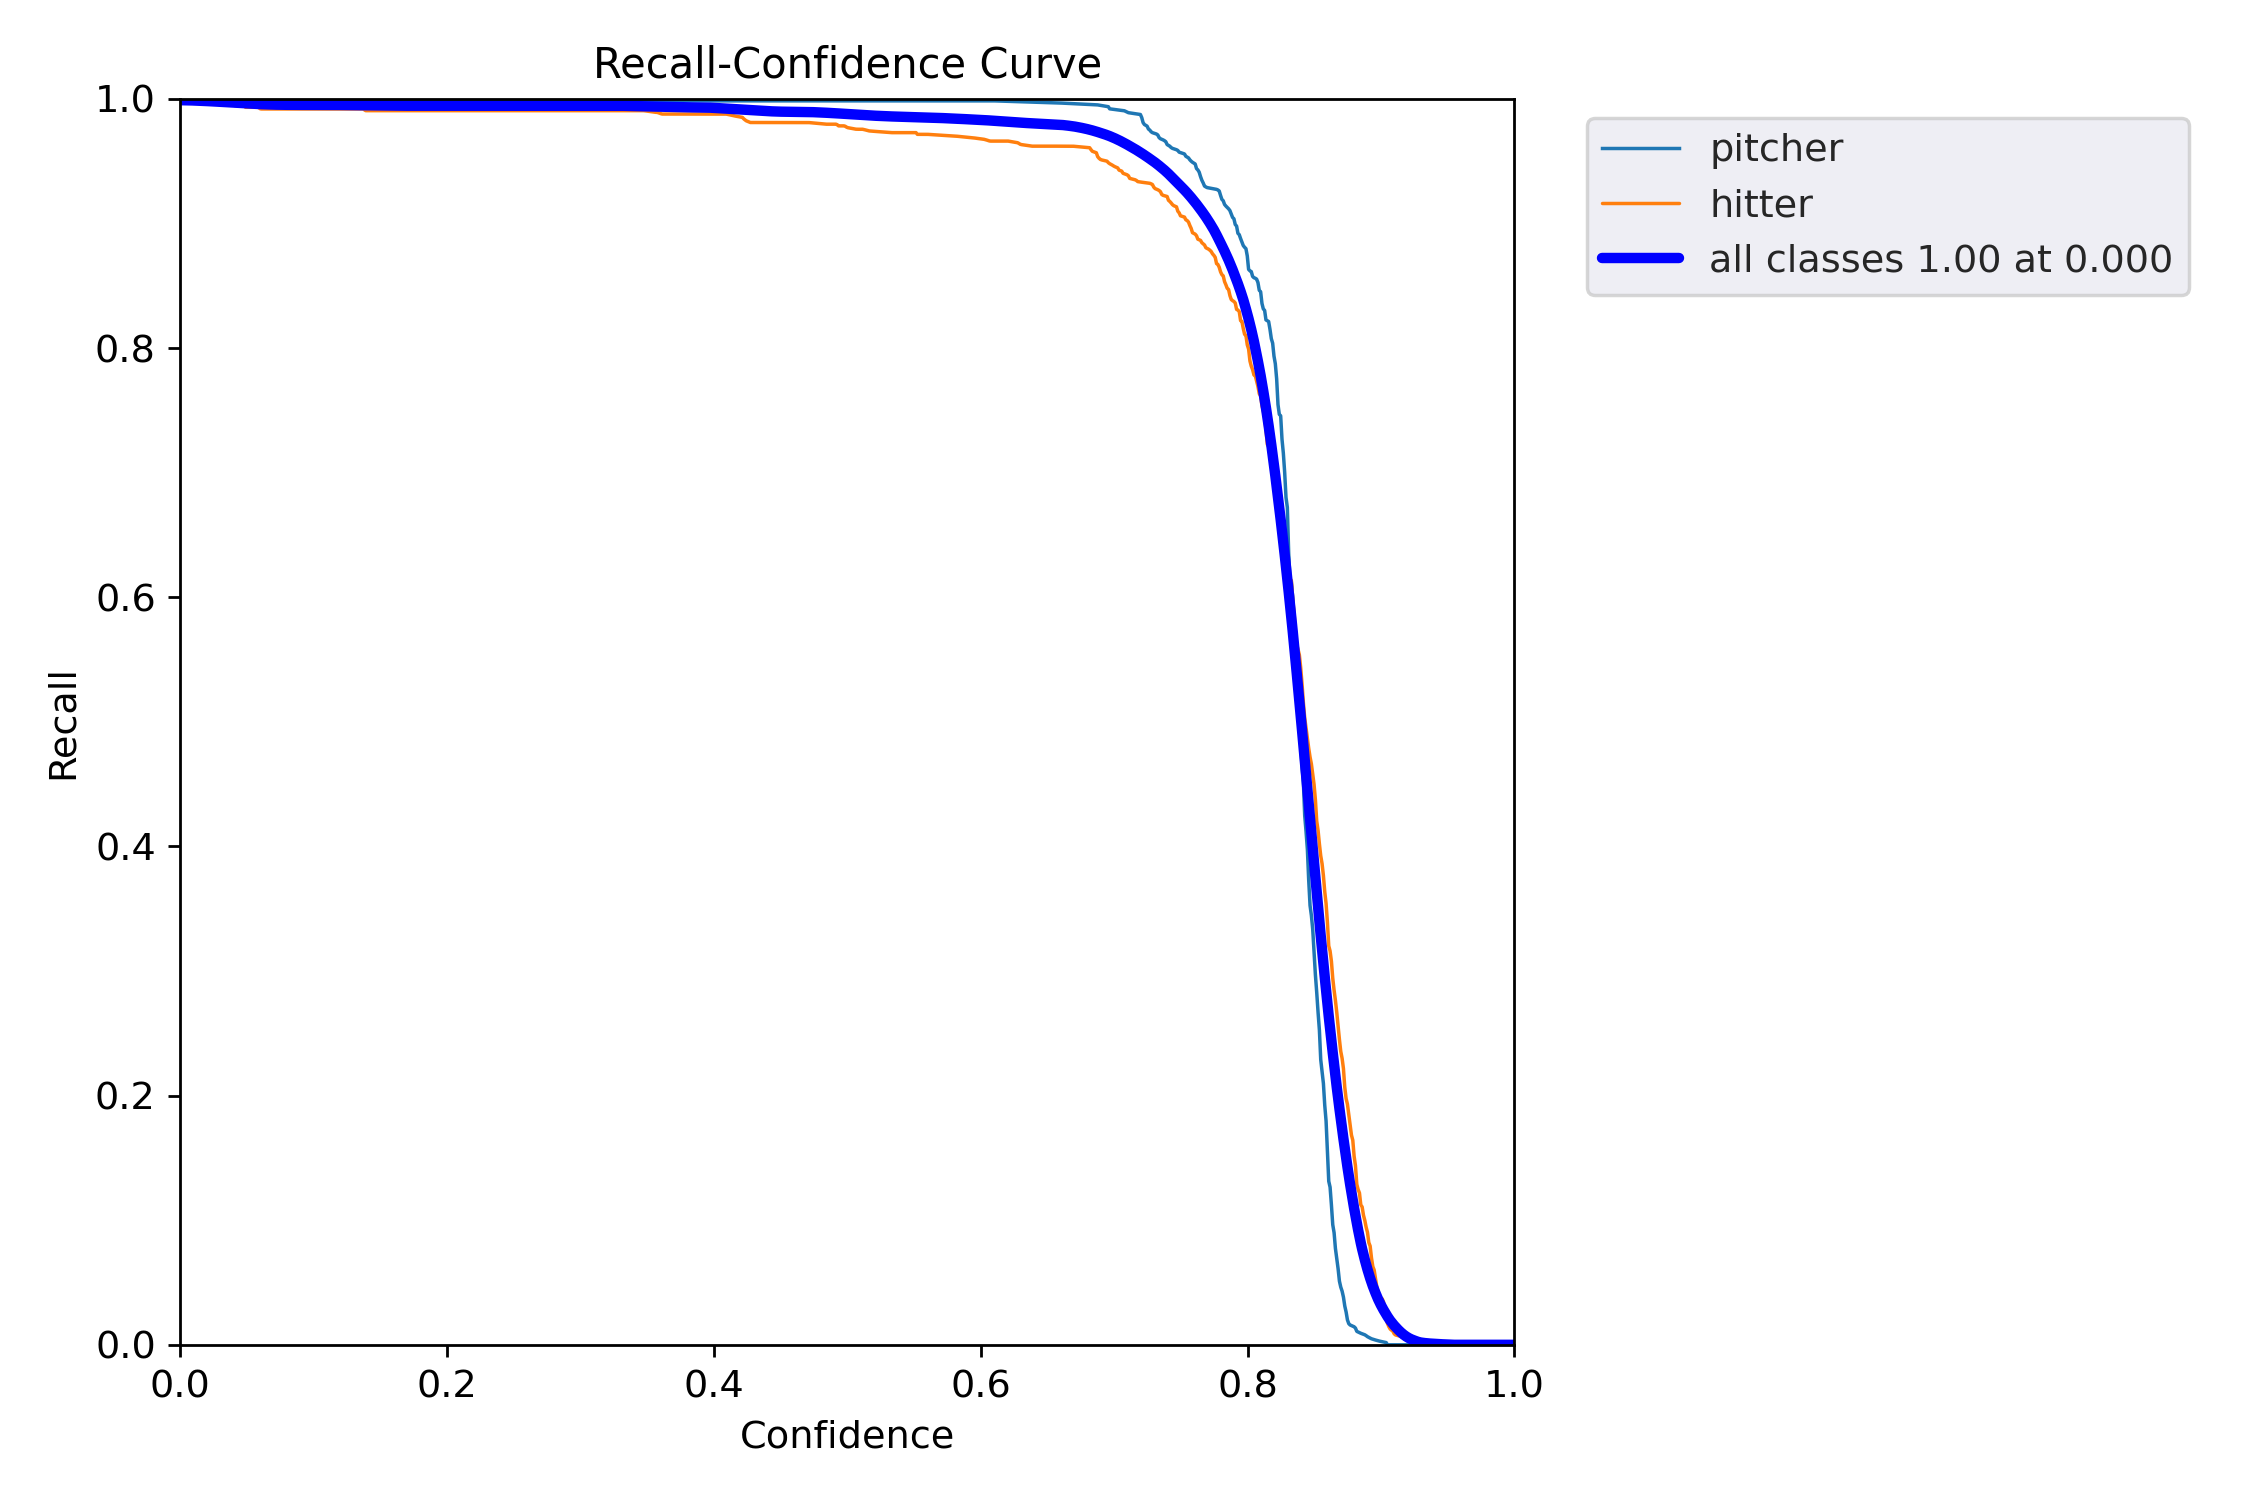 Recall-Confidence Curve
1.0
0.8
0.6
0.4
0.2
0.0
Recall
0.0 0.2 0.4 0.6 0.8 1.0
Confidence
pitcher
hitter
all classes 1.00 at 0.000